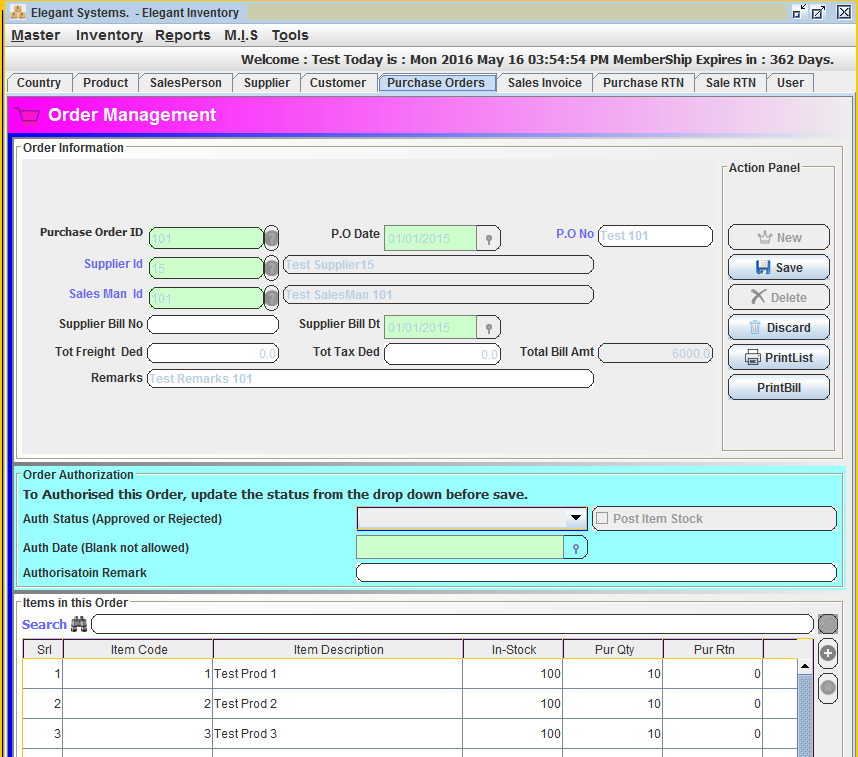 Elegant Systems. - Elegant Inventory
Master Inventory Reports M.I.S Tools
Welcome : Test Today is : Mon 2016 May 16 03:54:54 PM MemberShip Expires in : 362 Days.
Country Product SalesPerson Supplier Customer Purchase Orders Sales Invoice Purchase RTN Sale RTN User
Order Management
Order Information
Action Panel
Purchase Order ID 101 ? P.O Date 01/01/2015 P.O No Test 101 New
Supplier Id 15 ? Test Supplier15 Save
Sales Man Id 101 ? Test SalesMan 101 Delete
Supplier Bill No Supplier Bill Dt 01/01/2015 Discard
Tot Freight Ded 0.0 Tot Tax Ded 0.0 Total Bill Amt 6000.0 PrintList
Remarks Test Remarks 101 PrintBill
Order Authorization
To Authorised this Order, update the status from the drop down before save.
Auth Status (Approved or Rejected) Post Item Stock
Auth Date (Blank not allowed)
Authorisatoin Remark
Items in this Order
Search
Srl Item Code Item Description In-Stock Pur Qty Pur Rtn
1 1 Test Prod 1 100 10 0
2 2 Test Prod 2 100 10 0
3 3 Test Prod 3 100 10 0